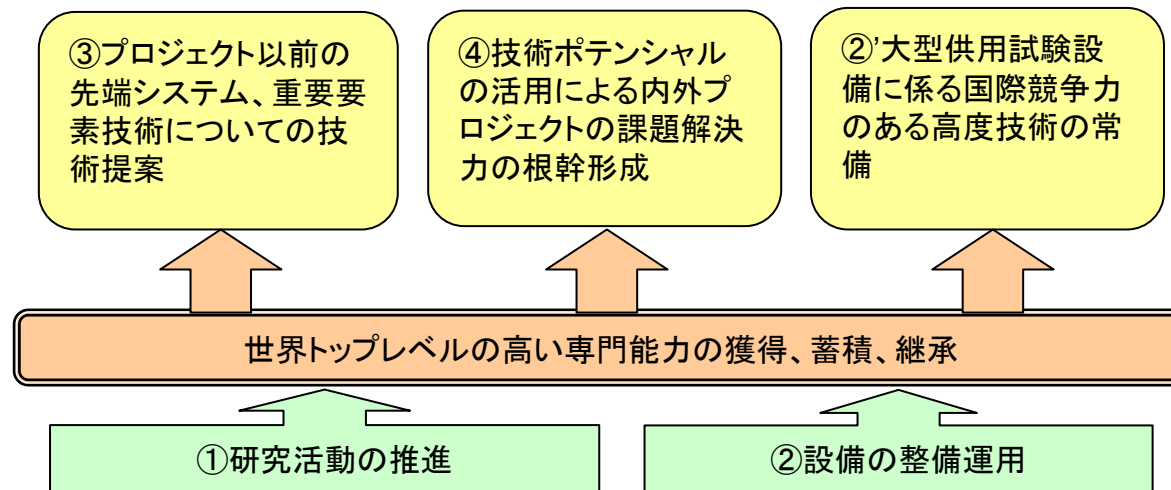 ③プロジェクト以前の
先端システム、重要要
素技術についての技
術提案
④技術ポテンシャル
の活用による内外プ
ロジェクトの課題解決
力の根幹形成
②’大型供用試験設
備に係る国際競争力
のある高度技術の常
備
世界トップレベルの高い専門能力の獲得、蓄積、継承
①研究活動の推進
②設備の整備運用